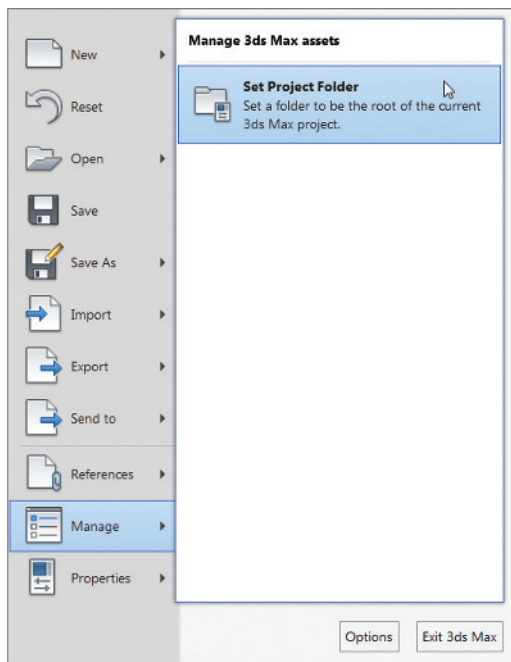 New
Reset
Open
Save
Save As
Import
Export
Send to
References
Manage
Properties
Manage 3ds Max assets
Set Project Folder
Set a folder to be the root of the current
3ds Max project.
Options
Exit 3ds Max